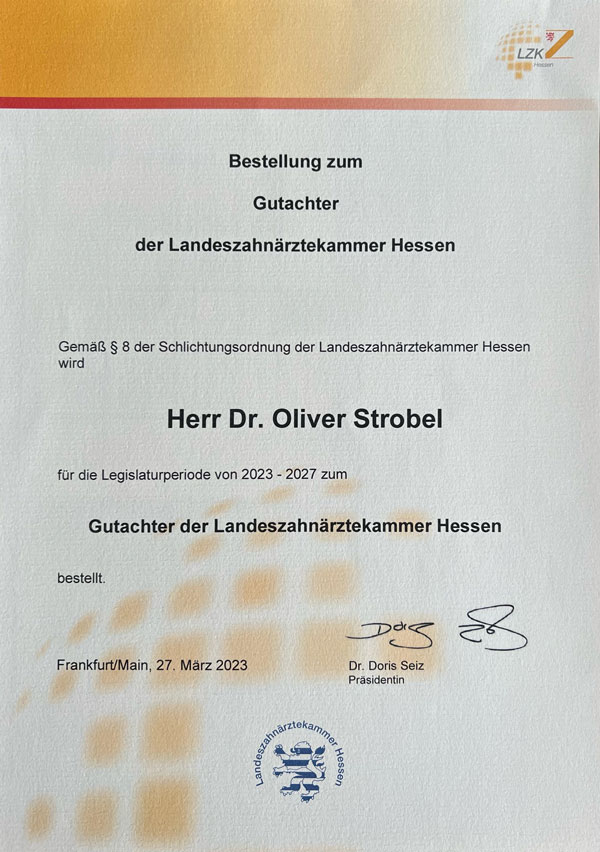 LZK
Hessen
Bestellung zum
Gutachter
der Landeszahnärztekammer Hessen
Gemäß § 8 der Schlichtungsordnung der Landeszahnärztekammer Hessen
wird
Herr Dr. Oliver Strobel
für die Legislaturperiode von 2023 - 2027 zum
Gutachter der Landeszahnärztekammer Hessen
bestellt.
Frankfurt/Main, 27. März 2023
Dr. Doris Seiz
Präsidentin
Landeszahnärztekammer Hessen